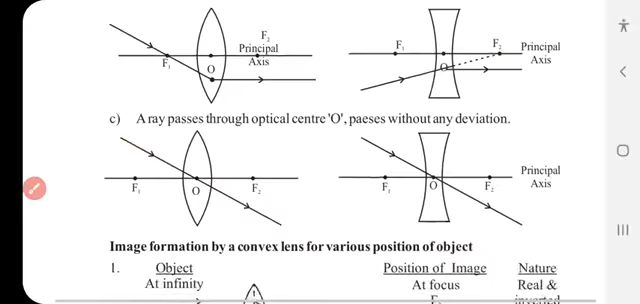 F₂
Principal
Axis
F₁
O
F₁
F₂
Principal
Axis
O
c) A ray passes through optical centre 'O', paeses without any deviation.
F₁
O
F₂
F₁
O
F₂
Principal
Axis
Image formation by a convex lens for various position of object
1. Object Position of Image Nature
At infinity At focus Real &
inverted